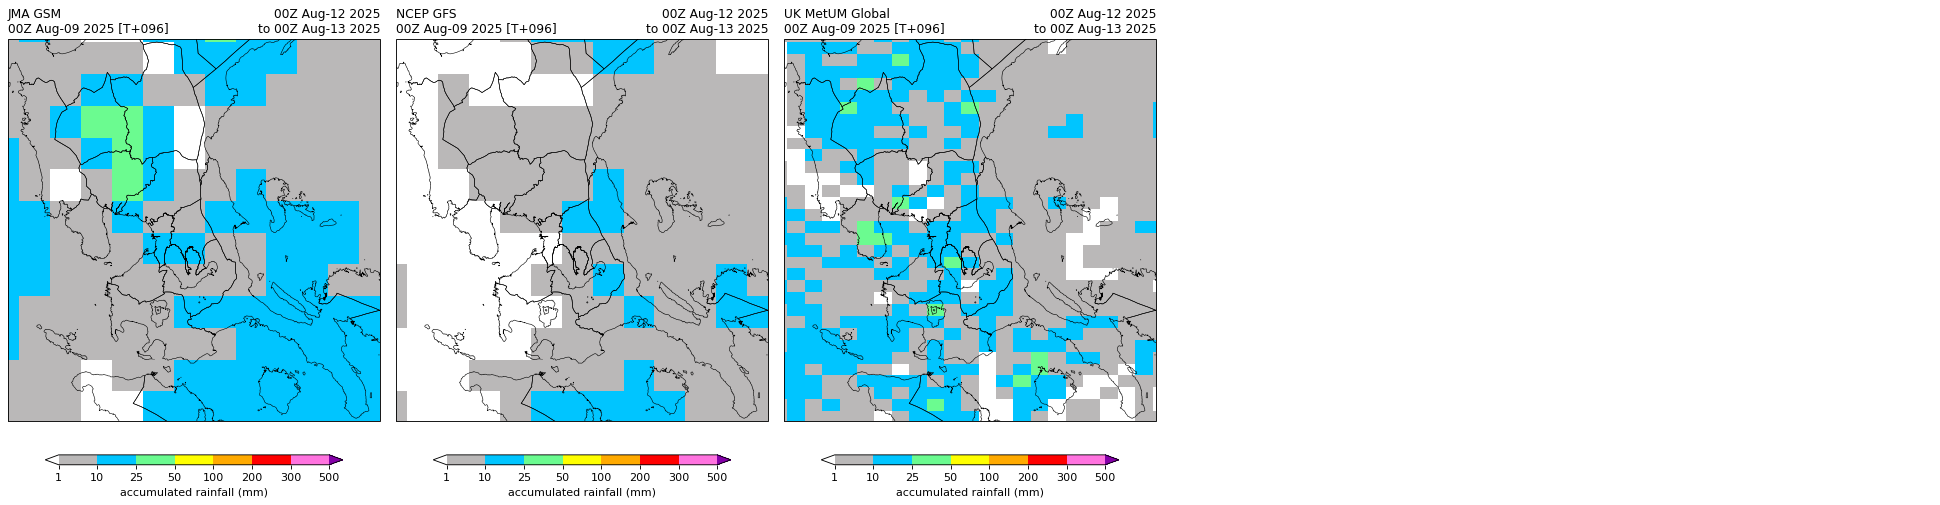 JMA GSM 00Z Aug-12 2025
00Z Aug-09 2025 [T+096] to 00Z Aug-13 2025
NCEP GFS 00Z Aug-12 2025
00Z Aug-09 2025 [T+096] to 00Z Aug-13 2025
UK MetUM Global 00Z Aug-12 2025
00Z Aug-09 2025 [T+096] to 00Z Aug-13 2025
1 10 25 50 100 200 300 500
accumulated rainfall (mm)
1 10 25 50 100 200 300 500
accumulated rainfall (mm)
1 10 25 50 100 200 300 500
accumulated rainfall (mm)